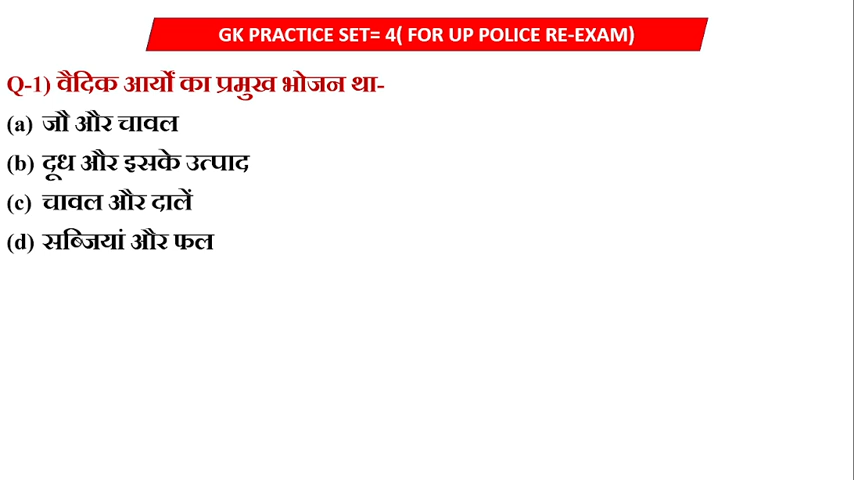 GK PRACTICE SET= 4( FOR UP POLICE RE-EXAM)
Q-1) वैदिक आर्यों का प्रमुख भोजन था-
(a) जौ और चावल
(b) दूध और इसके उत्पाद
(c) चावल और दालें
(d) सब्जियां और फल